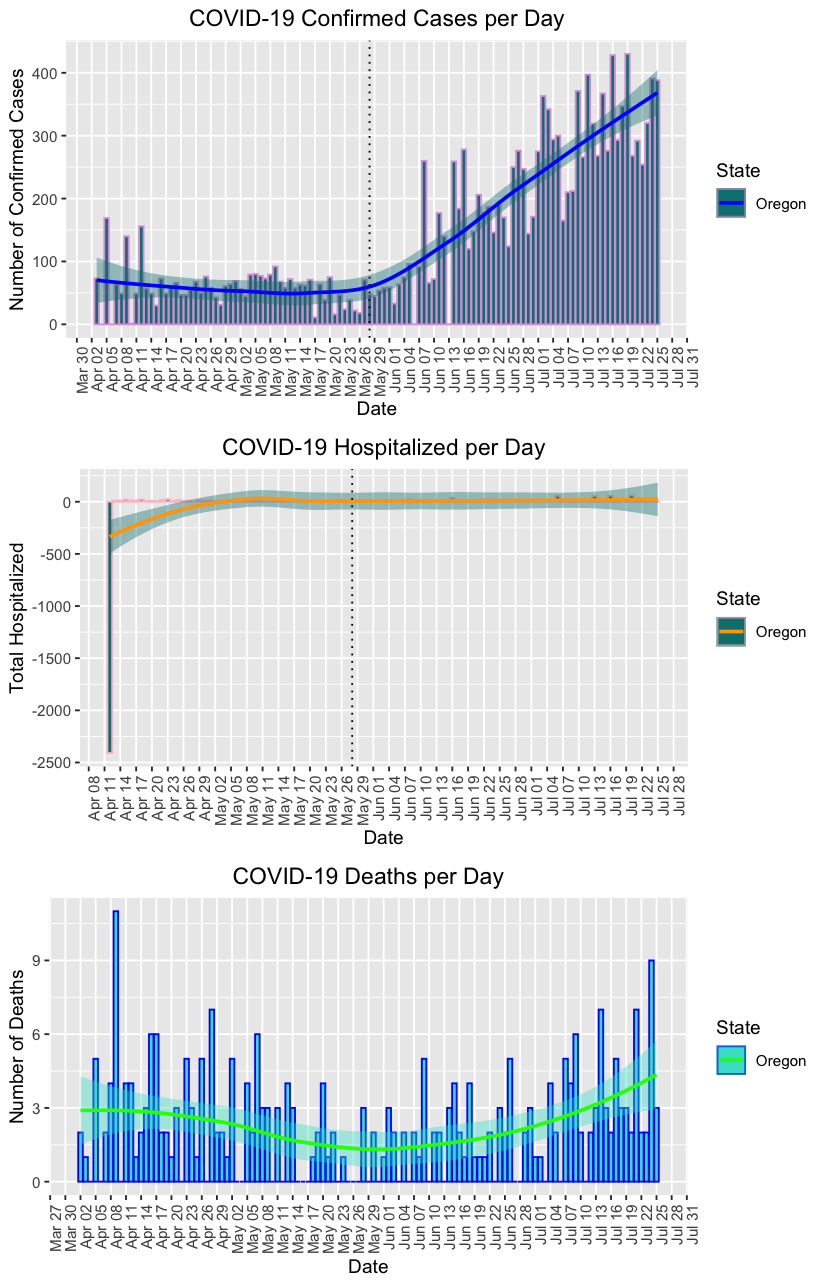 COVID-19 Confirmed Cases per Day
Number of Confirmed Cases
400
300
200
100
0
Mar 30
Apr 02
Apr 05
Apr 08
Apr 11
Apr 14
Apr 17
Apr 20
Apr 23
Apr 26
Apr 29
May 02
May 05
May 08
May 11
May 14
May 17
May 20
May 23
May 26
May 29
Jun 01
Jun 04
Jun 07
Jun 10
Jun 13
Jun 16
Jun 19
Jun 22
Jun 25
Jun 28
Jul 01
Jul 04
Jul 07
Jul 10
Jul 13
Jul 16
Jul 19
Jul 22
Jul 25
Jul 28
Jul 31
Date
State
Oregon
COVID-19 Hospitalized per Day
Total Hospitalized
0
-500
-1000
-1500
-2000
-2500
Apr 08
Apr 11
Apr 14
Apr 17
Apr 20
Apr 23
Apr 26
Apr 29
May 02
May 05
May 08
May 11
May 14
May 17
May 20
May 23
May 26
May 29
Jun 01
Jun 04
Jun 07
Jun 10
Jun 13
Jun 16
Jun 19
Jun 22
Jun 25
Jun 28
Jul 01
Jul 04
Jul 07
Jul 10
Jul 13
Jul 16
Jul 19
Jul 22
Jul 25
Jul 28
Date
State
Oregon
COVID-19 Deaths per Day
Number of Deaths
9
6
3
0
Mar 27
Mar 30
Apr 02
Apr 05
Apr 08
Apr 11
Apr 14
Apr 17
Apr 20
Apr 23
Apr 26
Apr 29
May 02
May 05
May 08
May 11
May 14
May 17
May 20
May 23
May 26
May 29
Jun 01
Jun 04
Jun 07
Jun 10
Jun 13
Jun 16
Jun 19
Jun 22
Jun 25
Jun 28
Jul 01
Jul 04
Jul 07
Jul 10
Jul 13
Jul 16
Jul 19
Jul 22
Jul 25
Jul 28
Jul 31
Date
State
Oregon